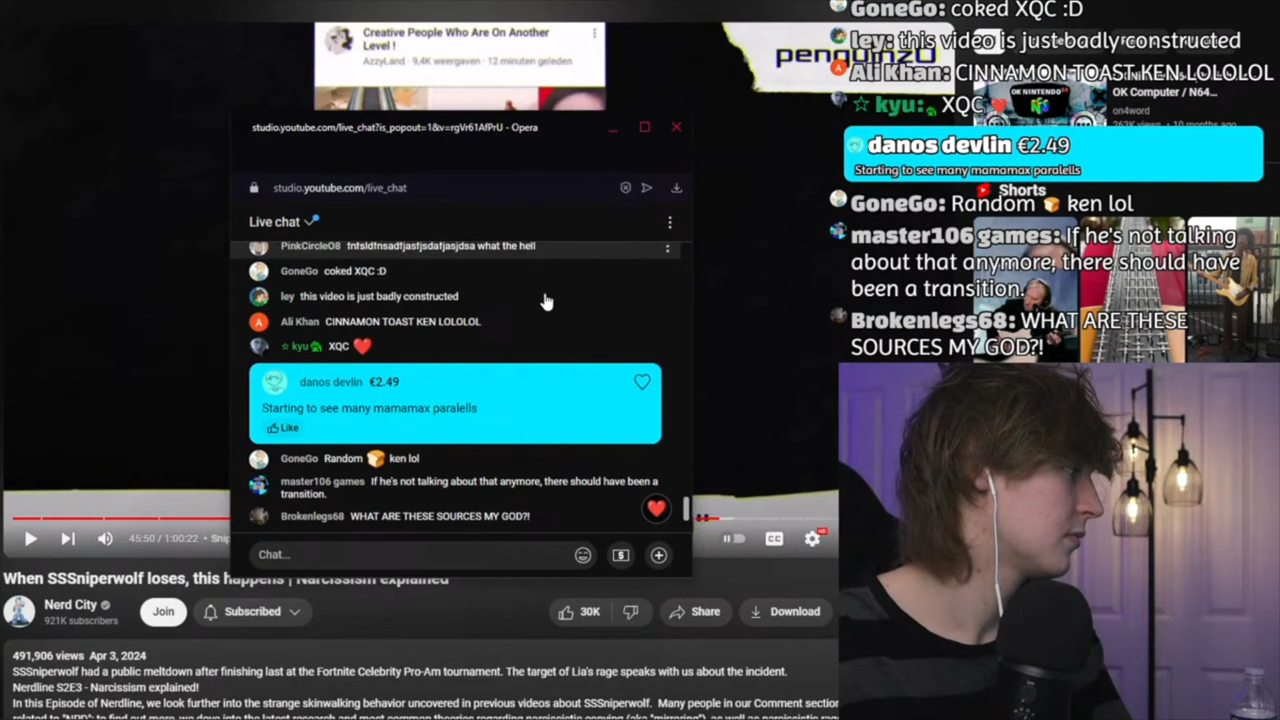 Creative People Who Are On Another
Level !
AzzyLand · 9,4K weergaven · 12 minuten geleden
penguinz0
studio.youtube.com/live_chat?is_popout=1&v=rgVr61AfPrU - Opera
studio.youtube.com/live_chat
Live chat
PinkCircle08 fnfsldfnsadfjasfjsdafjasjdsa what the hell
GoneGo coked XQC :D
ley this video is just badly constructed
Ali Khan CINNAMON TOAST KEN LOLOLOL
☆ kyu XQC ❤️
danos devlin €2.49
Starting to see many mamamax paralells
Like
GoneGo Random 🍞 ken lol
master106 games If he's not talking about that anymore, there should have been a
transition.
Brokenlegs68 WHAT ARE THESE SOURCES MY GOD?!
Chat...
45:50 / 1:00:22
CC
HD
When SSSniperwolf loses, this happens | Narcissism explained
Nerd City
921K subscribers
Join
Subscribed
30K
Share
Download
491,906 views Apr 3, 2024
SSSniperwolf had a public meltdown after finishing last at the Fortnite Celebrity Pro-Am tournament. The target of Lia's rage speaks with us about the incident.
Nerdline S2E3 - Narcissism explained!
In this Episode of Nerdline, we look further into the strange skinwalking behavior uncovered in previous videos about SSSniperwolf. Many people in our Comment section
GoneGo: coked XQC :D
ley: this video is just badly constructed
Ali Khan: CINNAMON TOAST KEN LOLOLOL
OK NINTENDO
OK Computer / N64...
on4word
☆ kyu: XQC ❤️
danos devlin €2.49
Starting to see many mamamax paralells
Shorts
GoneGo: Random 🍞 ken lol
master106 games: If he's not talking
about that anymore, there should have
been a transition.
Brokenlegs68: WHAT ARE THESE
SOURCES MY GOD?!